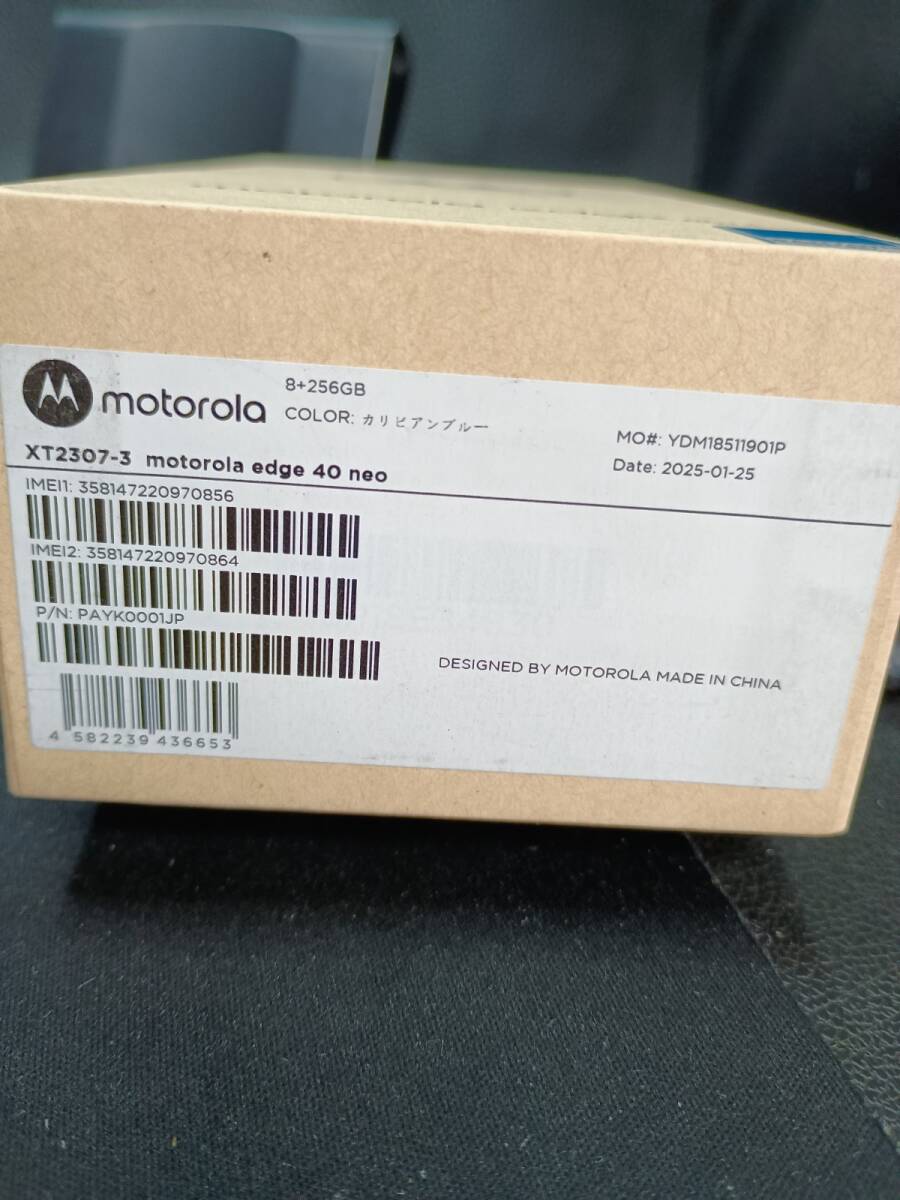 motorola
8+256GB
COLOR: カリビアンブルー
MO#: YDM18511901P
Date: 2025-01-25
XT2307-3 motorola edge 40 neo
IMEI1: 358147220970856
IMEI2: 358147220970864
P/N: PAYK0001JP
DESIGNED BY MOTOROLA MADE IN CHINA
4 582239 436653